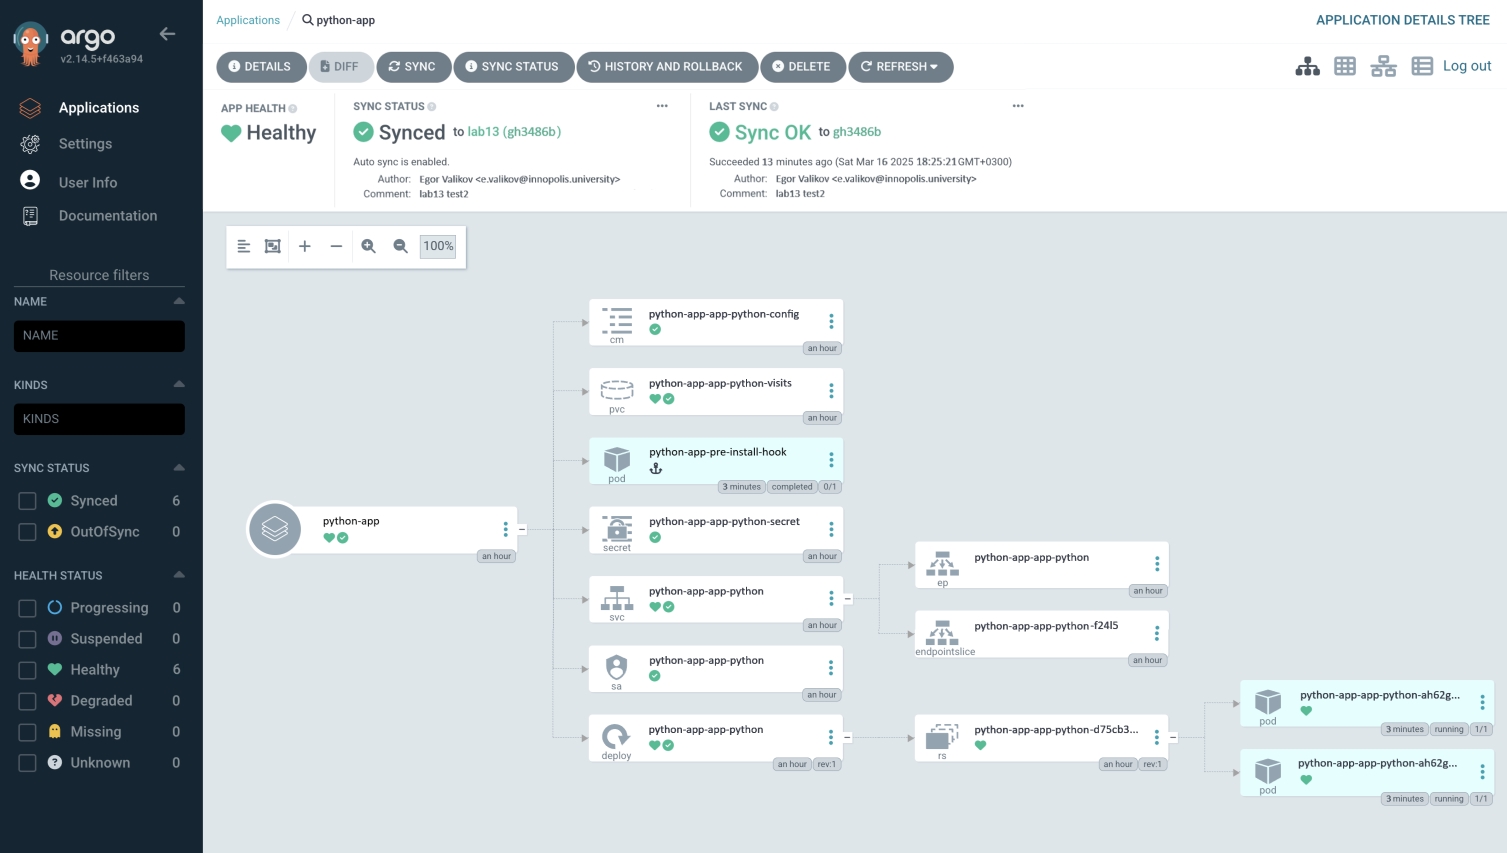 argo
v2.14.5+f463a94
Applications
Settings
User Info
Documentation
Resource filters
NAME
NAME
KINDS
KINDS
SYNC STATUS
Synced 6
OutOfSync 0
HEALTH STATUS
Progressing 0
Suspended 0
Healthy 6
Degraded 0
Missing 0
Unknown 0
Applications / python-app
APPLICATION DETAILS TREE
DETAILS DIFF SYNC SYNC STATUS HISTORY AND ROLLBACK DELETE REFRESH
Log out
APP HEALTH
Healthy
SYNC STATUS
Synced to lab13 (gh3486b)
Auto sync is enabled.
Author: Egor Valikov <e.valikov@innopolis.university>
Comment: lab13 test2
LAST SYNC
Sync OK to gh3486b
Succeeded 13 minutes ago (Sat Mar 16 2025 18:25:21 GMT+0300)
Author: Egor Valikov <e.valikov@innopolis.university>
Comment: lab13 test2
100%
python-app
an hour
python-app-app-python-config
cm
an hour
python-app-app-python-visits
pvc
an hour
python-app-pre-install-hook
pod
3 minutes completed 0/1
python-app-app-python-secret
secret
an hour
python-app-app-python
svc
an hour
python-app-app-python
sa
an hour
python-app-app-python
deploy
an hour rev:1
python-app-app-python
ep
an hour
python-app-app-python-f24l5
endpointslice
an hour
python-app-app-python-d75cb3...
rs
an hour rev:1
python-app-app-python-ah62g...
pod
3 minutes running 1/1
python-app-app-python-ah62g...
pod
3 minutes running 1/1